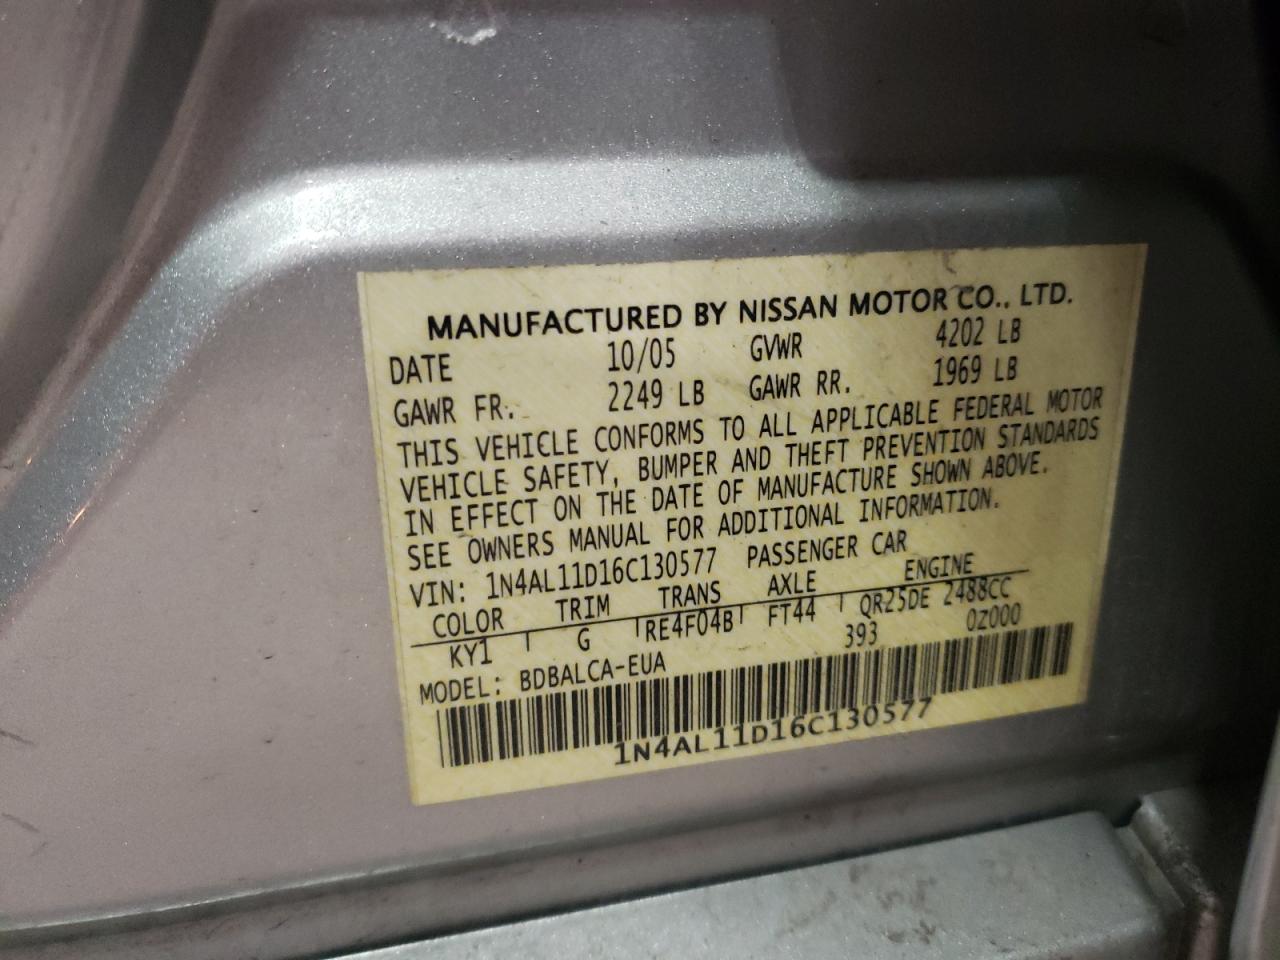 MANUFACTURED BY NISSAN MOTOR CO., LTD.
DATE 10/05 GVWR 4202 LB
GAWR FR. 2249 LB GAWR RR. 1969 LB
THIS VEHICLE CONFORMS TO ALL APPLICABLE FEDERAL MOTOR
VEHICLE SAFETY, BUMPER AND THEFT PREVENTION STANDARDS
IN EFFECT ON THE DATE OF MANUFACTURE SHOWN ABOVE.
SEE OWNERS MANUAL FOR ADDITIONAL INFORMATION.
VIN: 1N4AL11D16C130577 PASSENGER CAR
COLOR TRIM TRANS AXLE ENGINE
KY1 G RE4F04B FT44 QR25DE 2488CC
MODEL: BDBALCA-EUA 393 0Z000
1N4AL11D16C130577